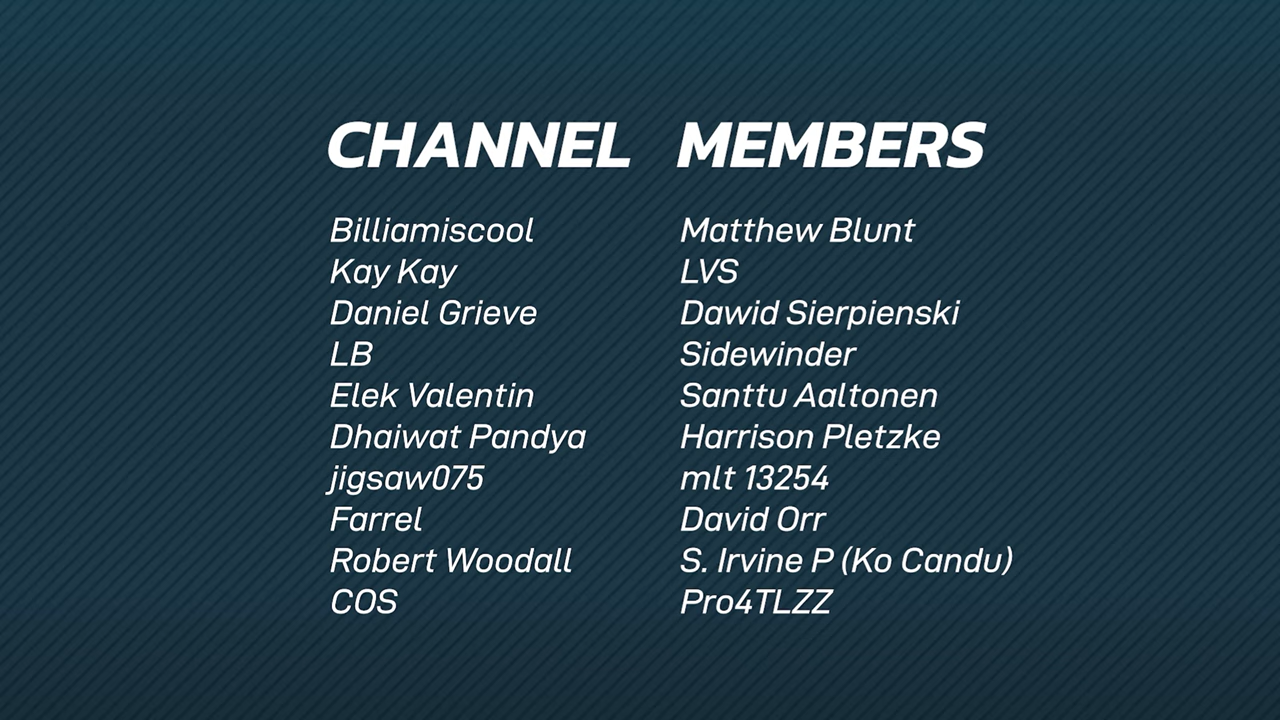 CHANNEL MEMBERS
Billiamiscool
Kay Kay
Daniel Grieve
LB
Elek Valentin
Dhaiwat Pandya
jigsaw075
Farrel
Robert Woodall
COS
Matthew Blunt
LVS
Dawid Sierpienski
Sidewinder
Santtu Aaltonen
Harrison Pletzke
mlt 13254
David Orr
S. Irvine P (Ko Candu)
Pro4TLZZ